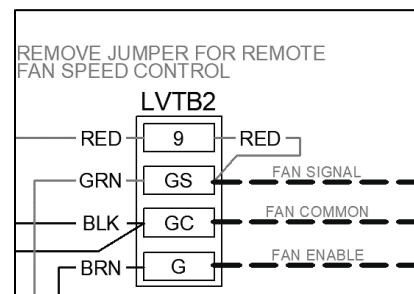 REMOVE JUMPER FOR REMOTE
FAN SPEED CONTROL
LVTB2
RED 9 RED
GRN GS FAN SIGNAL
BLK GC FAN COMMON
BRN G FAN ENABLE